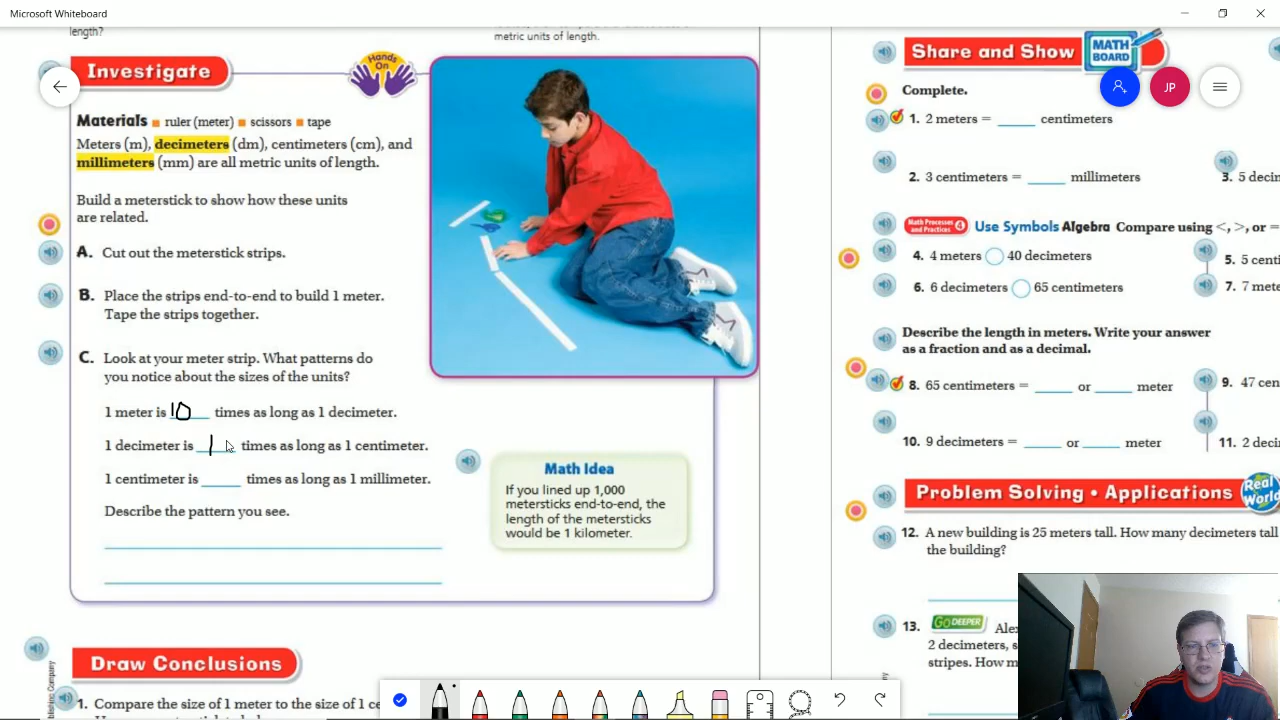 Microsoft Whiteboard
length?
metric units of length.
Investigate
Hands On
Materials ruler (meter) scissors tape
Meters (m), decimeters (dm), centimeters (cm), and
millimeters (mm) are all metric units of length.
Build a meterstick to show how these units
are related.
A. Cut out the meterstick strips.
B. Place the strips end-to-end to build 1 meter.
Tape the strips together.
C. Look at your meter strip. What patterns do
you notice about the sizes of the units?
1 meter is 10 times as long as 1 decimeter.
1 decimeter is 1 times as long as 1 centimeter.
1 centimeter is ____ times as long as 1 millimeter.
Describe the pattern you see.
Math Idea
If you lined up 1,000
metersticks end-to-end, the
length of the metersticks
would be 1 kilometer.
Draw Conclusions
1. Compare the size of 1 meter to the size of 1 ce
Share and Show MATH BOARD
JP
Complete.
1. 2 meters = ____ centimeters
2. 3 centimeters = ____ millimeters
3. 5 decim
Math Processes and Practices 4 Use Symbols Algebra Compare using <, >, or =
4. 4 meters 40 decimeters
5. 5 centi
6. 6 decimeters 65 centimeters
7. 7 mete
Describe the length in meters. Write your answer
as a fraction and as a decimal.
8. 65 centimeters = ____ or ____ meter
9. 47 cen
10. 9 decimeters = ____ or ____ meter
11. 2 decim
Problem Solving • Applications Real World
12. A new building is 25 meters tall. How many decimeters tall
the building?
13. GO DEEPER Alex
2 decimeters, s
stripes. How m